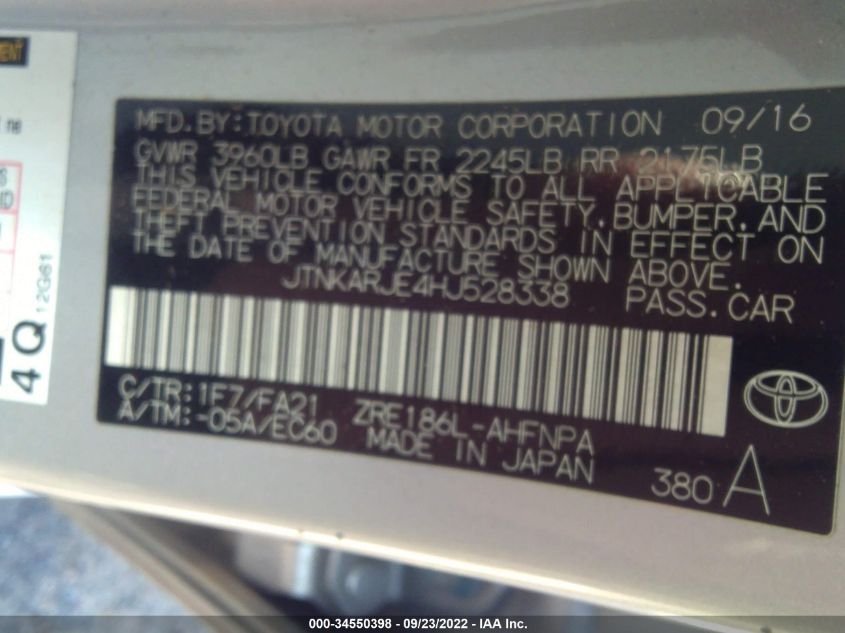 MFD.BY:TOYOTA MOTOR CORPORATION 09/16
GVWR 3960LB GAWR FR 2245LB RR 2175LB
THIS VEHICLE CONFORMS TO ALL APPLICABLE
FEDERAL MOTOR VEHICLE SAFETY,BUMPER,AND
THEFT PREVENTION STANDARDS IN EFFECT ON
THE DATE OF MANUFACTURE SHOWN ABOVE.
JTNKARJE4HJ528338 PASS.CAR
C/TR:1F7/FA21 ZRE186L-AHFNPA
A/TM:-05A/EC60 MADE IN JAPAN
380 A
4Q
12G61
000-34550398 - 09/23/2022 - IAA Inc.